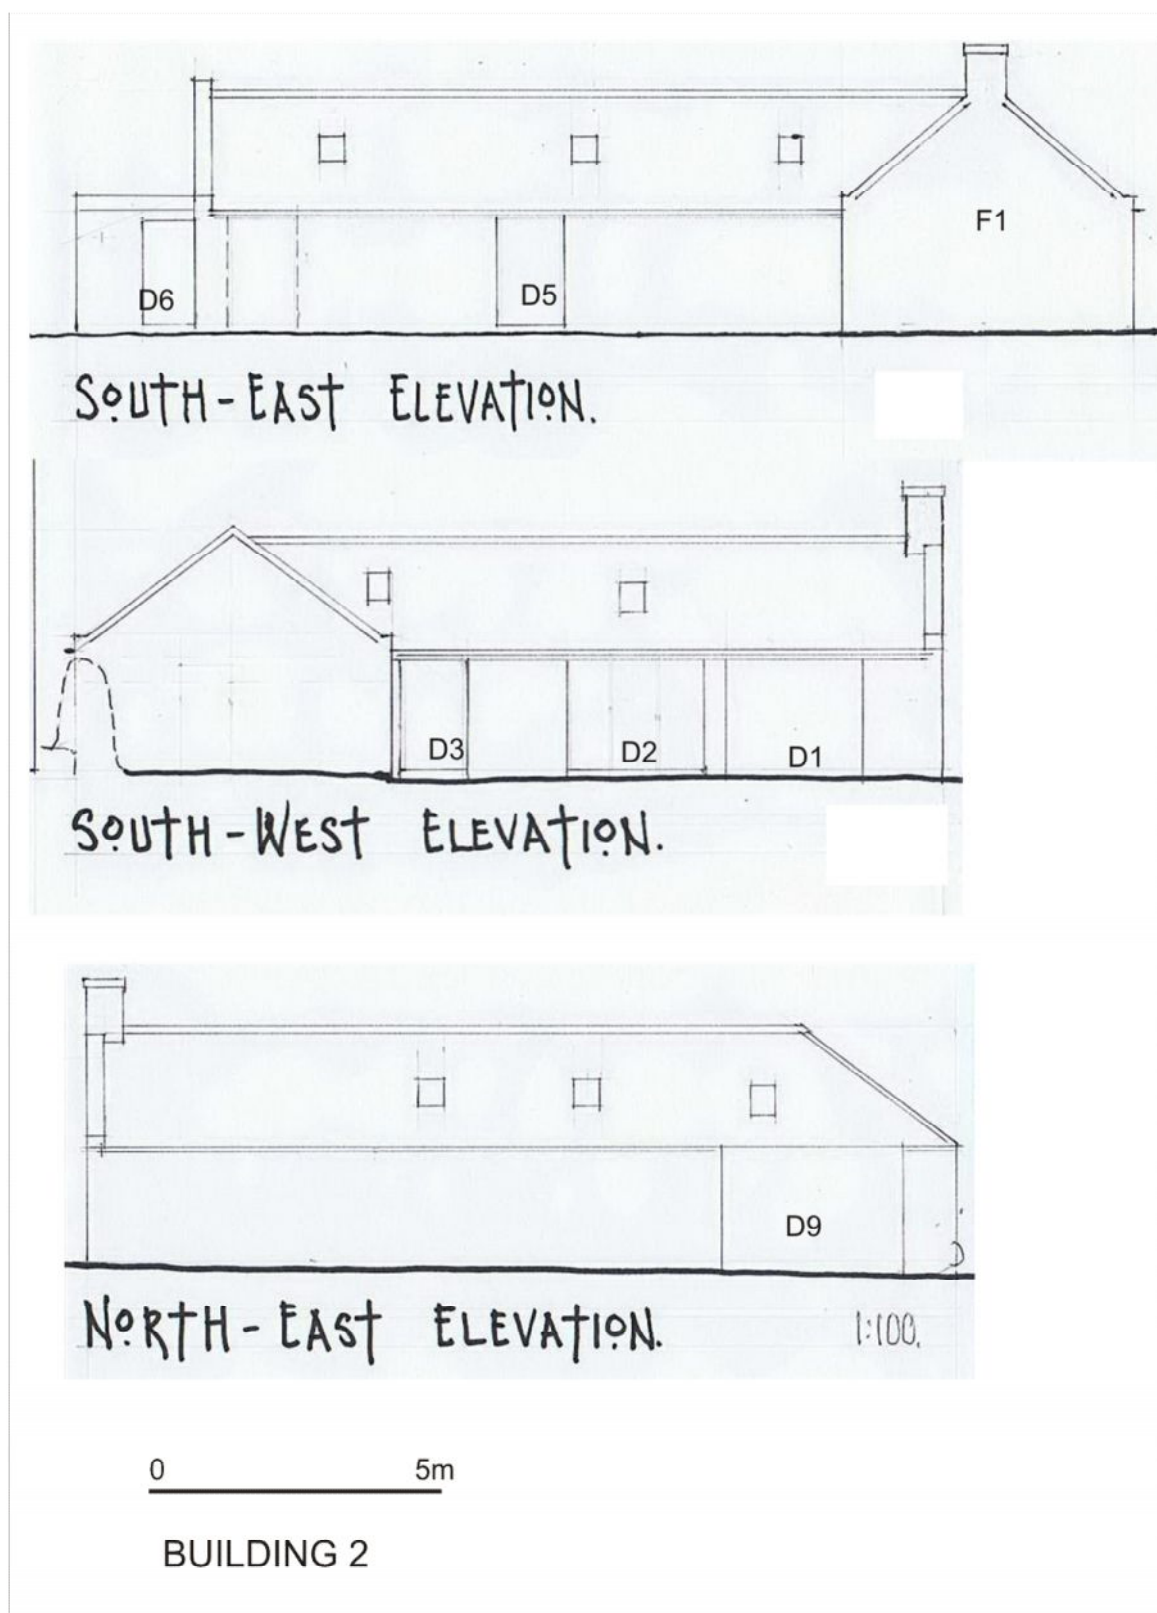 F1
D6
D5
SOUTH-EAST ELEVATION.
D3
D2
D1
SOUTH-WEST ELEVATION.
D9
NORTH-EAST ELEVATION.
1:100.
0 5m
BUILDING 2